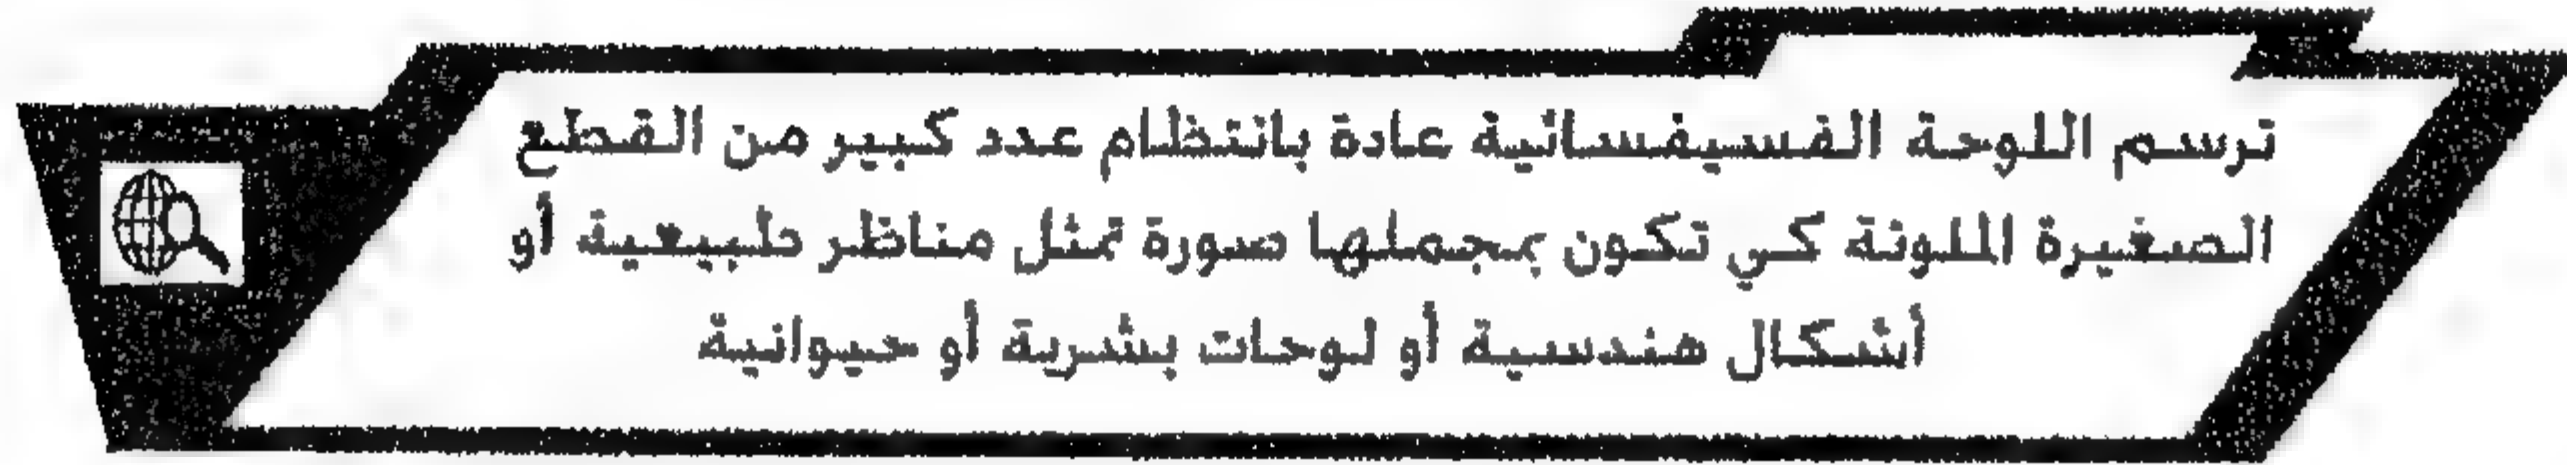 ترسم اللوحة الفسيفسائية عادة بانتظام عدد كبير من القطع
الصغيرة الملونة كي تكون بمجملها صورة تمثل مناظر طبيعية أو
أشكال هندسية أو لوحات بشرية أو حيوانية